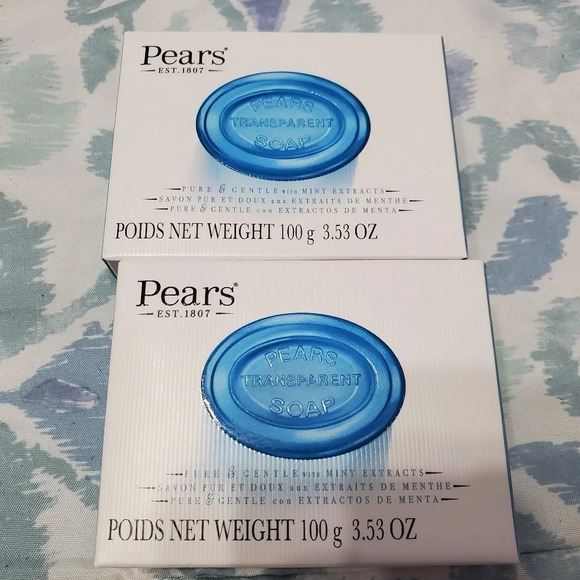 Pears®
EST. 1807
PEARS
TRANSPARENT
SOAP
PURE & GENTLE with MINT EXTRACTS
SAVON PUR ET DOUX aux EXTRAITS DE MENTHE
PURE & GENTLE con EXTRACTOS DE MENTA
POIDS NET WEIGHT 100 g 3.53 OZ
Pears®
EST. 1807
PEARS
TRANSPARENT
SOAP
PURE & GENTLE with MINT EXTRACTS
SAVON PUR ET DOUX aux EXTRAITS DE MENTHE
PURE & GENTLE con EXTRACTOS DE MENTA
POIDS NET WEIGHT 100 g 3.53 OZ